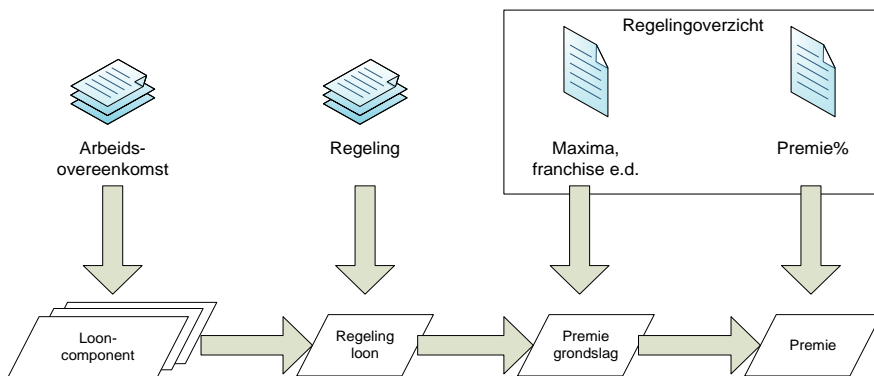 Regelingoverzicht
Arbeids-
overeenkomst
Regeling
Maxima,
franchise e.d.
Premie%
Loon-
component
Regeling
loon
Premie
grondslag
Premie